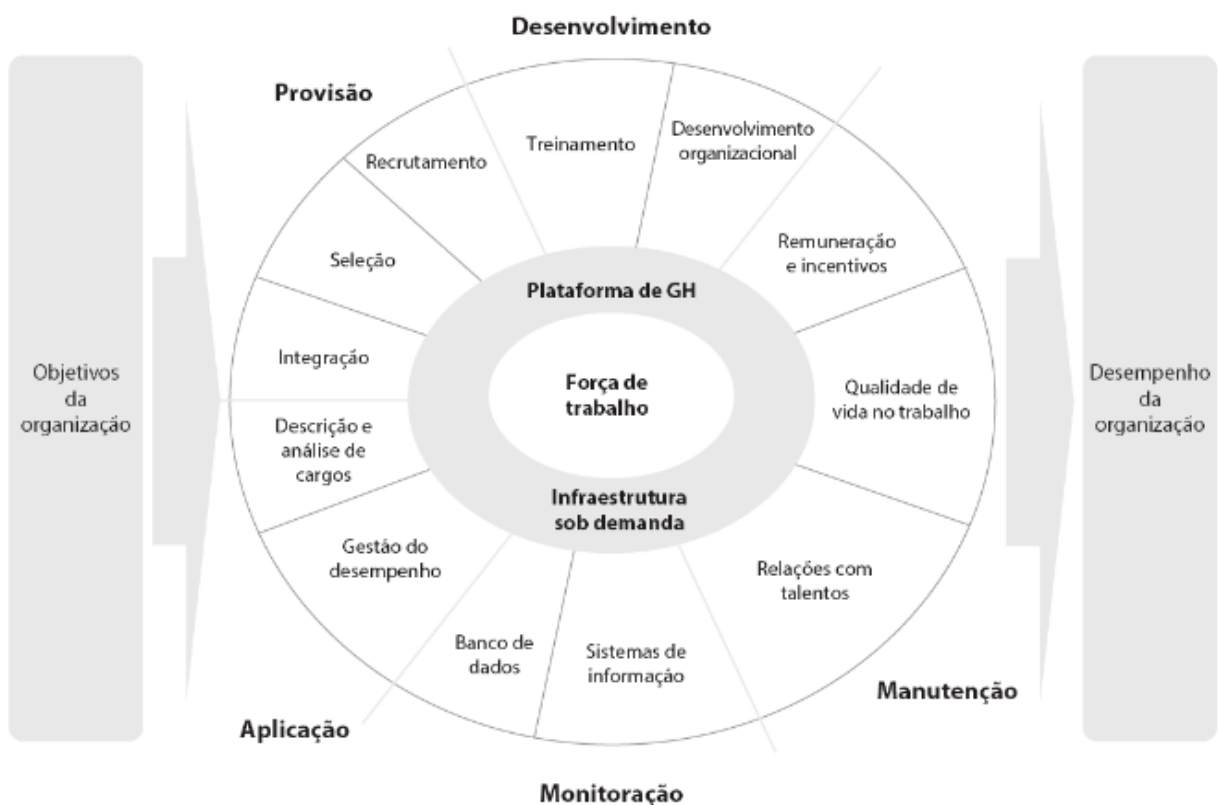 Desenvolvimento
Provisão
Recrutamento
Treinamento
Desenvolvimento
organizacional
Seleção
Remuneração
e incentivos
Plataforma de GH
Integração
Força de
trabalho
Qualidade de
vida no trabalho
Objetivos
da
organização
Desempenho
da
organização
Descrição e
análise de
cargos
Infraestrutura
sob demanda
Gestão do
desempenho
Relações com
talentos
Banco de
dados
Sistemas de
informação
Manutenção
Aplicação
Monitoração